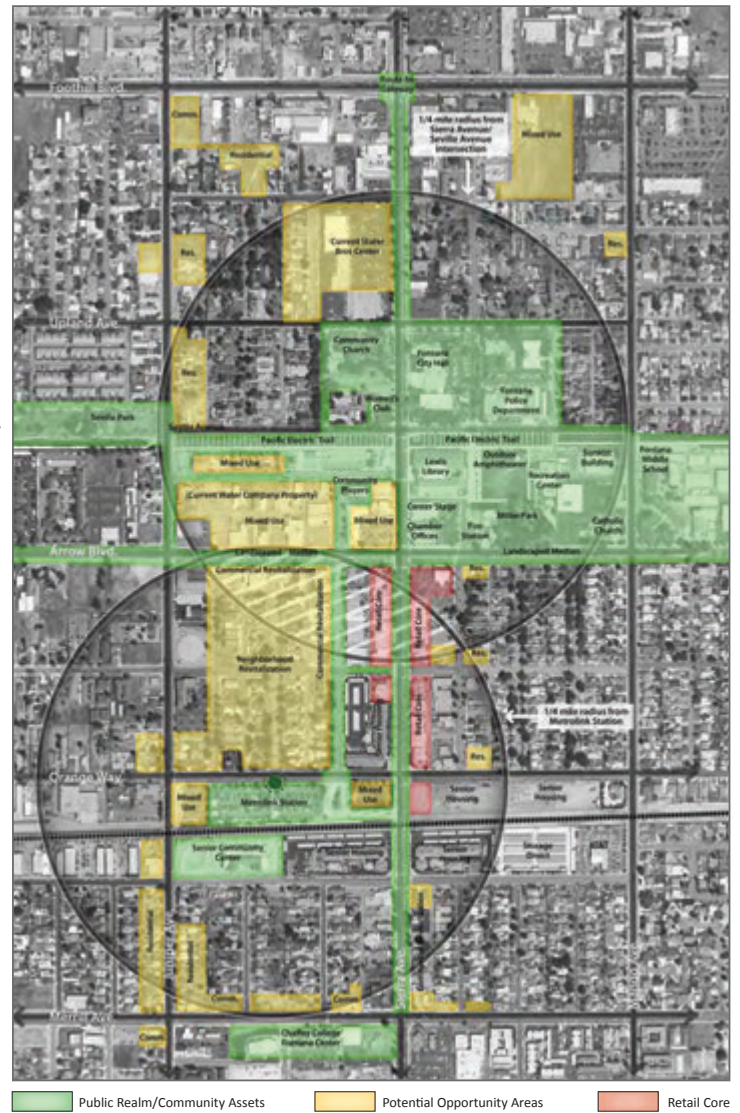 Route 66
Gateway
Foothill Blvd.
Comm.
1/4 mile radius from
Sierra Avenue/
Seville Avenue
Intersection
Mixed Use
Residential
Current Stater
Bros Center
Res.
Res.
Upland Ave.
Community
Church
Fontana
City Hall
Res.
Woman's
Club
Fontana
Police
Department
Seville Park
Pacific Electric Trail
Pacific Electric Trail
Mixed Use
Lewis
Library
Outdoor
Amphitheater
Sunkist
Building
Fontana
Middle
School
Recreation
Center
Community
Players
(Current Water Company Property)
Mixed Use
Mixed Use
Center Stage
Miller Park
Chamber
Offices
Fire
Station
Catholic
Church
Arrow Blvd.
Landscaped Median
Landscaped Median
Commercial Revitalization
Res.
Commercial Revitalization
Retail Core
Retail Core
Neighborhood
Revitalization
Res.
Retail Core
1/4 mile radius from
Metrolink Station
Res.
Orange Way
Mixed
Use
Metrolink Station
Mixed
Use
Senior
Housing
Senior
Housing
Senior Community
Center
Storage
Units
Residential
Residential
Sierra Ave.
Comm.
Comm.
Merrill Ave.
Comm.
Chaffey College
Fontana Center
Public Realm/Community Assets
Potential Opportunity Areas
Retail Core